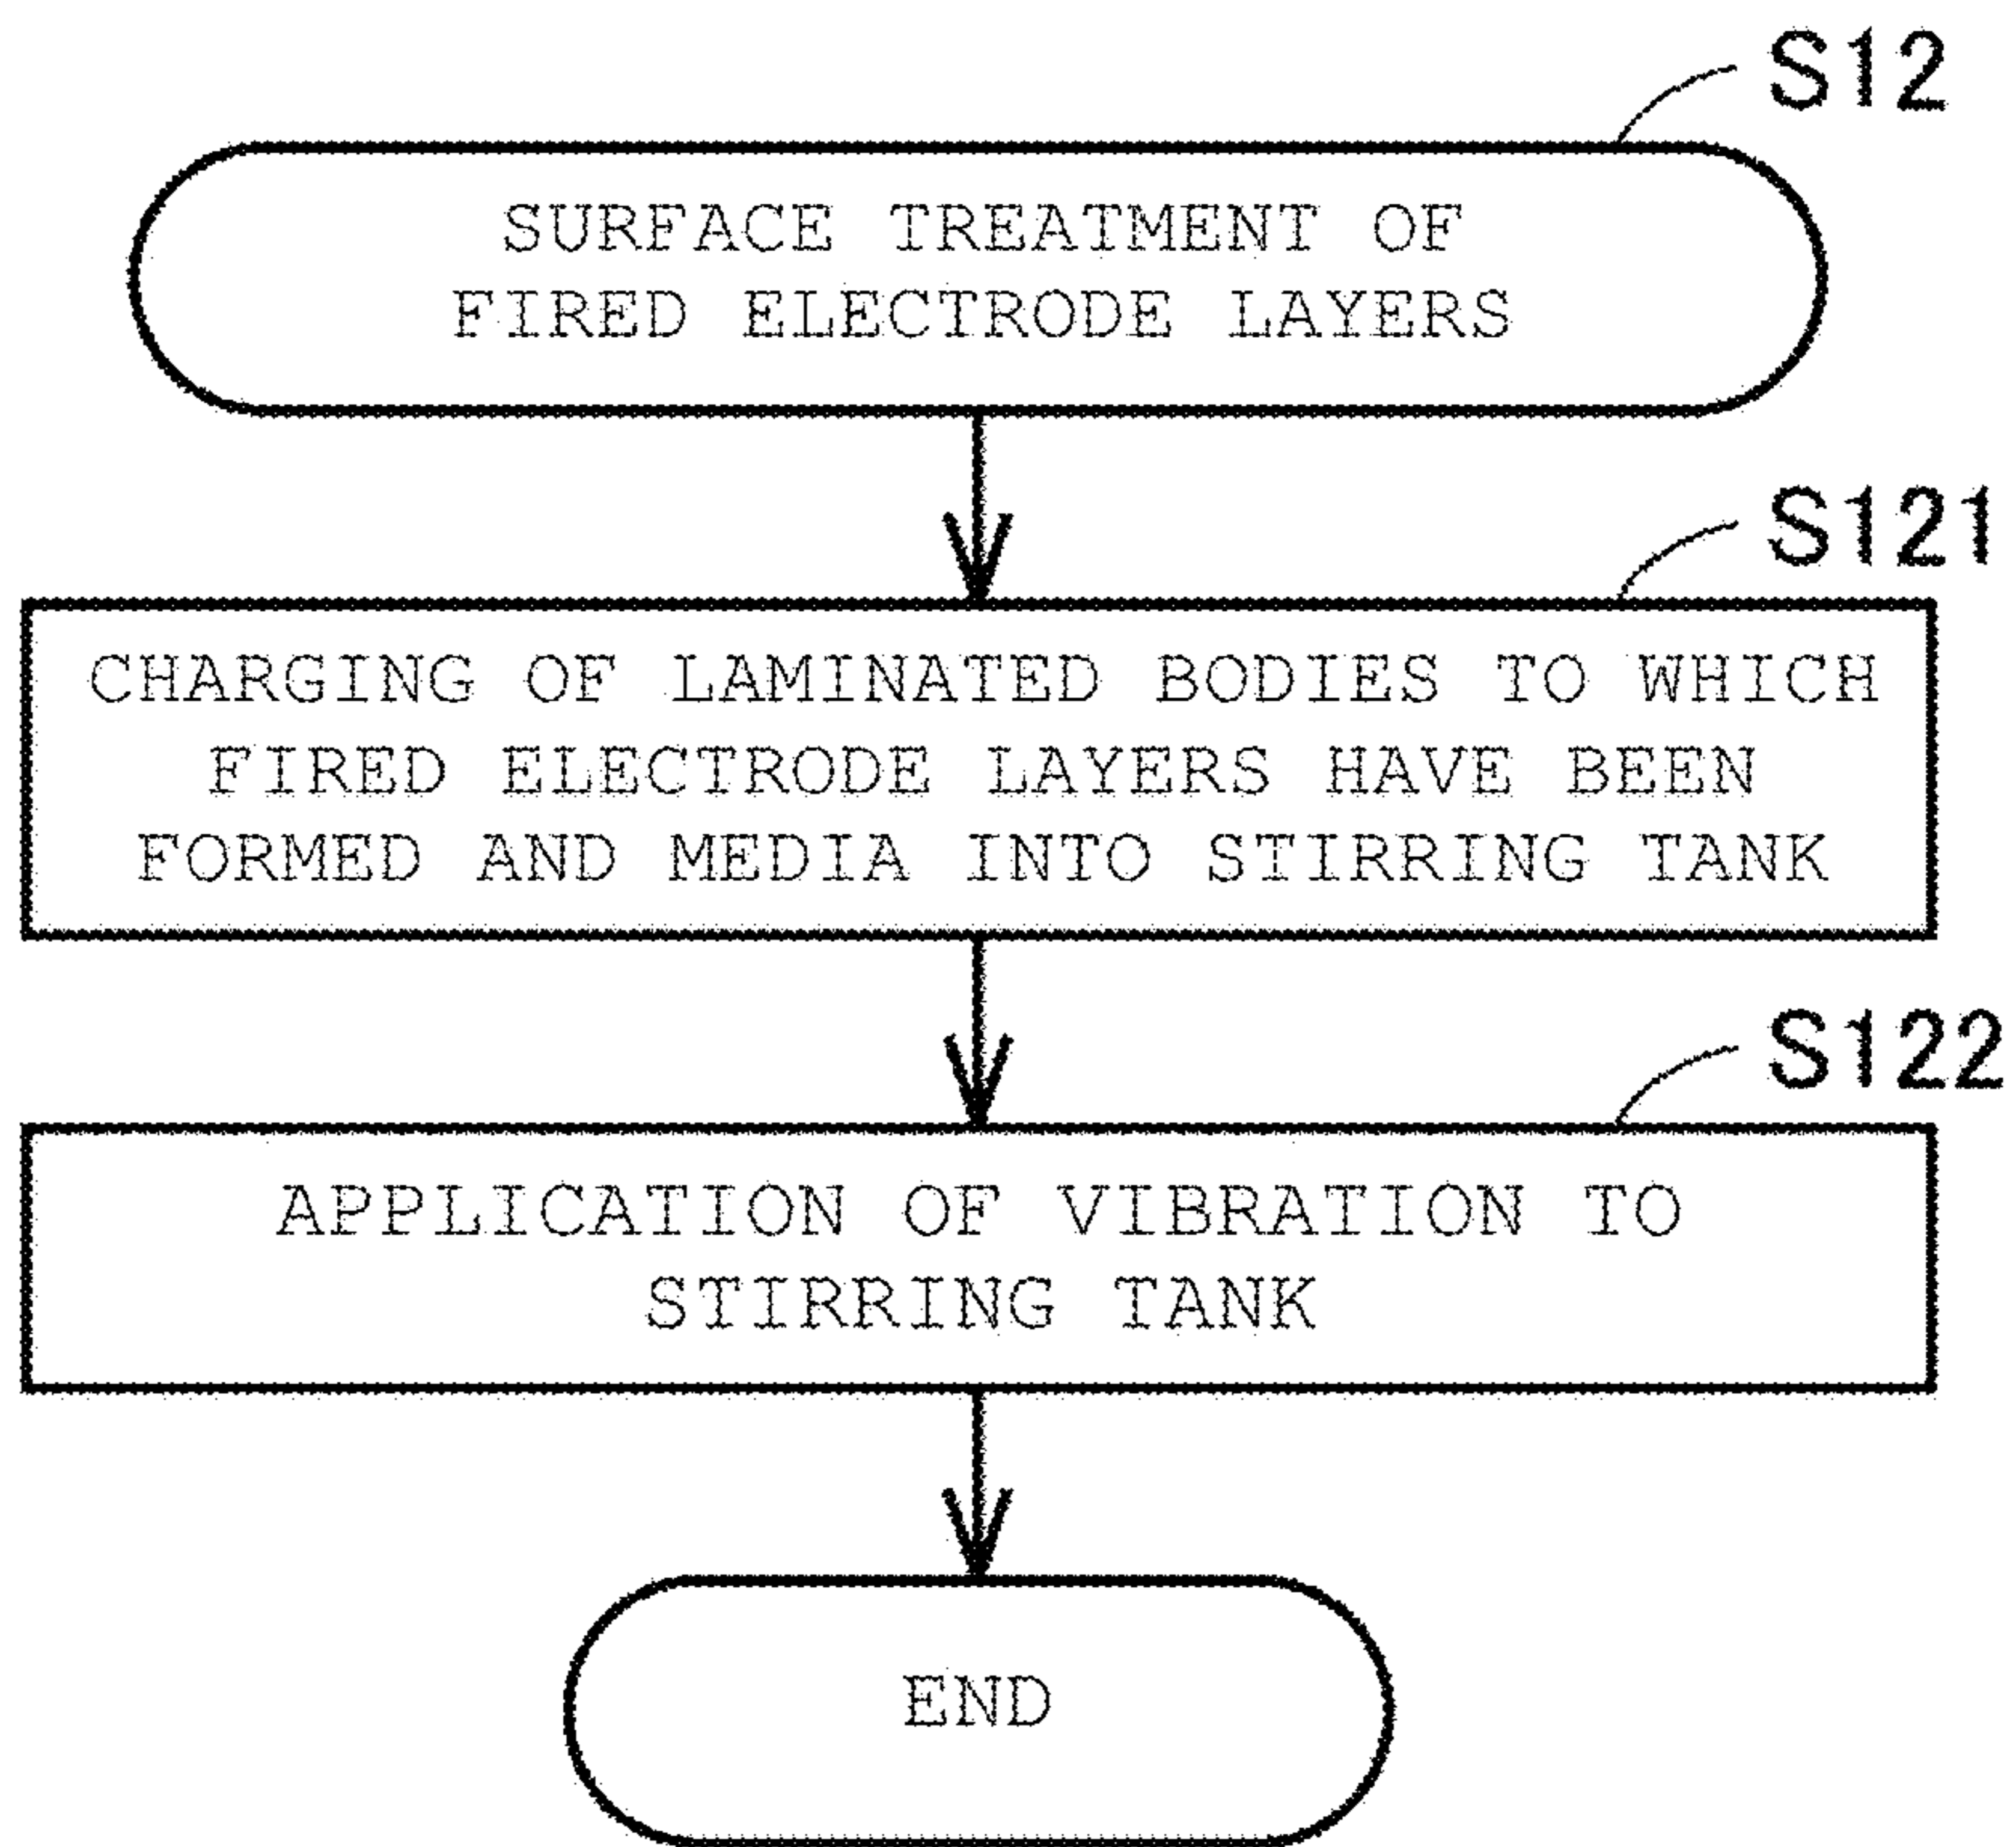 S12
SURFACE TREATMENT OF
FIRED ELECTRODE LAYERS
S121
CHARGING OF LAMINATED BODIES TO WHICH
FIRED ELECTRODE LAYERS HAVE BEEN
FORMED AND MEDIA INTO STIRRING TANK
S122
APPLICATION OF VIBRATION TO
STIRRING TANK
END